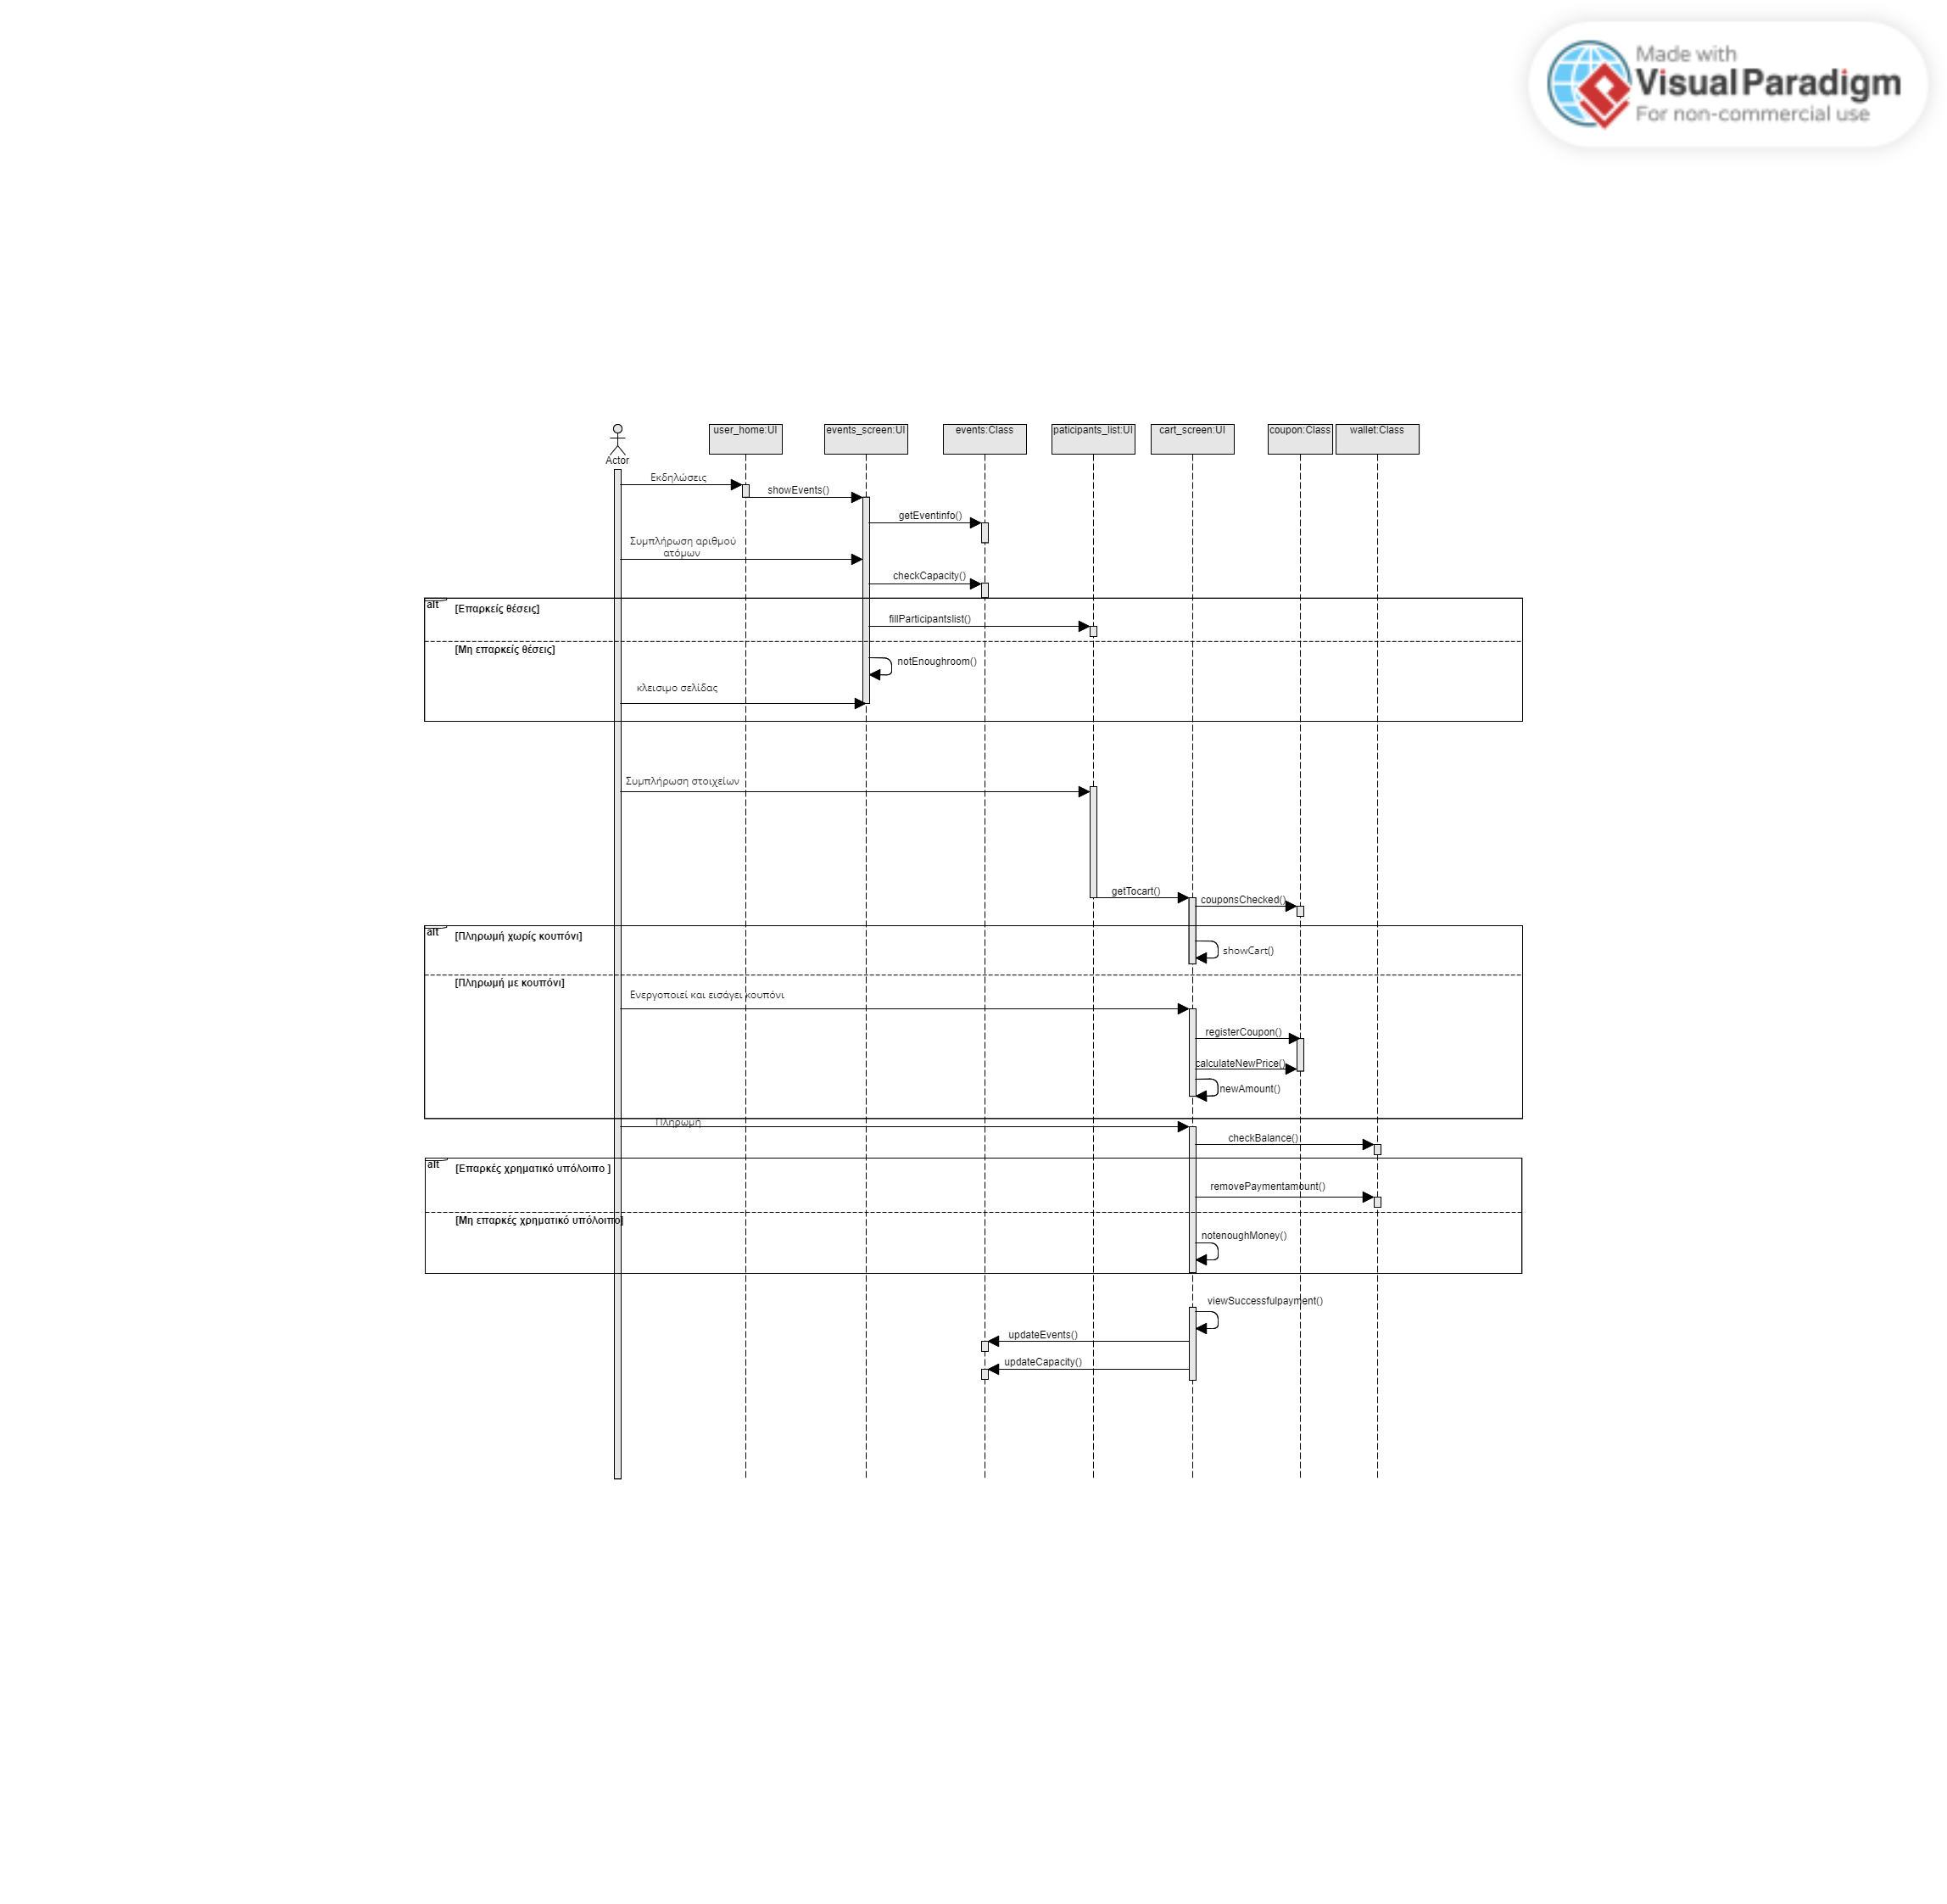 Made with
Visual Paradigm
For non-commercial use
Actor
user_home:UI
events_screen:UI
events:Class
paticipants_list:UI
cart_screen:UI
coupon:Class
wallet:Class
Εκδηλώσεις
showEvents()
getEventinfo()
Συμπλήρωση αριθμού
ατόμων
checkCapacity()
alt
[Επαρκείς θέσεις]
fillParticipantslist()
[Μη επαρκείς θέσεις]
notEnoughroom()
κλεισιμο σελίδας
Συμπλήρωση στοιχείων
getTocart()
couponsChecked()
alt
[Πληρωμή χωρίς κουπόνι]
showCart()
[Πληρωμή με κουπόνι]
Ενεργοποιεί και εισάγει κουπόνι
registerCoupon()
calculateNewPrice()
newAmount()
Πληρωμή
checkBalance()
alt
[Επαρκές χρηματικό υπόλοιπο ]
removePaymentamount()
[Μη επαρκές χρηματικό υπόλοιπο]
notenoughMoney()
viewSuccessfulpayment()
updateEvents()
updateCapacity()